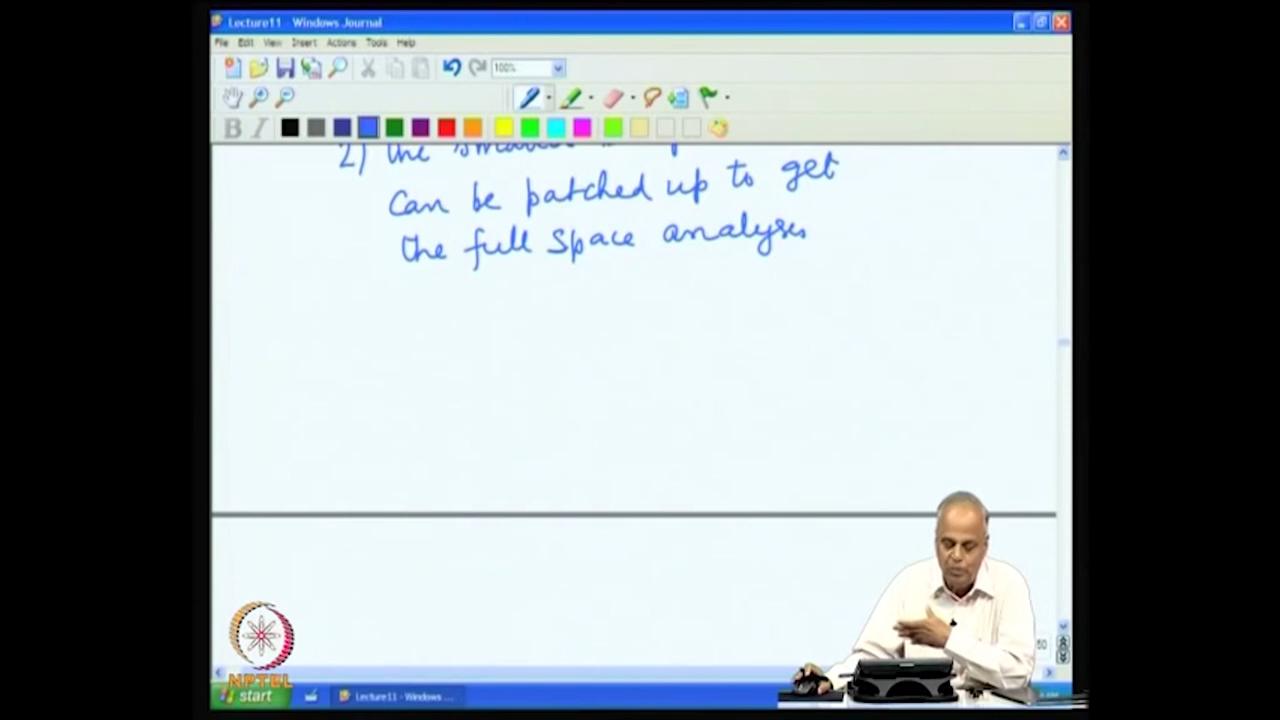 Lecture11 - Windows Journal
File Edit View Insert Actions Tools Help
100%
B I
2) the
Can be patched up to get
the full space analyses
50
NPTEL
start Lecture11 - Windows ...